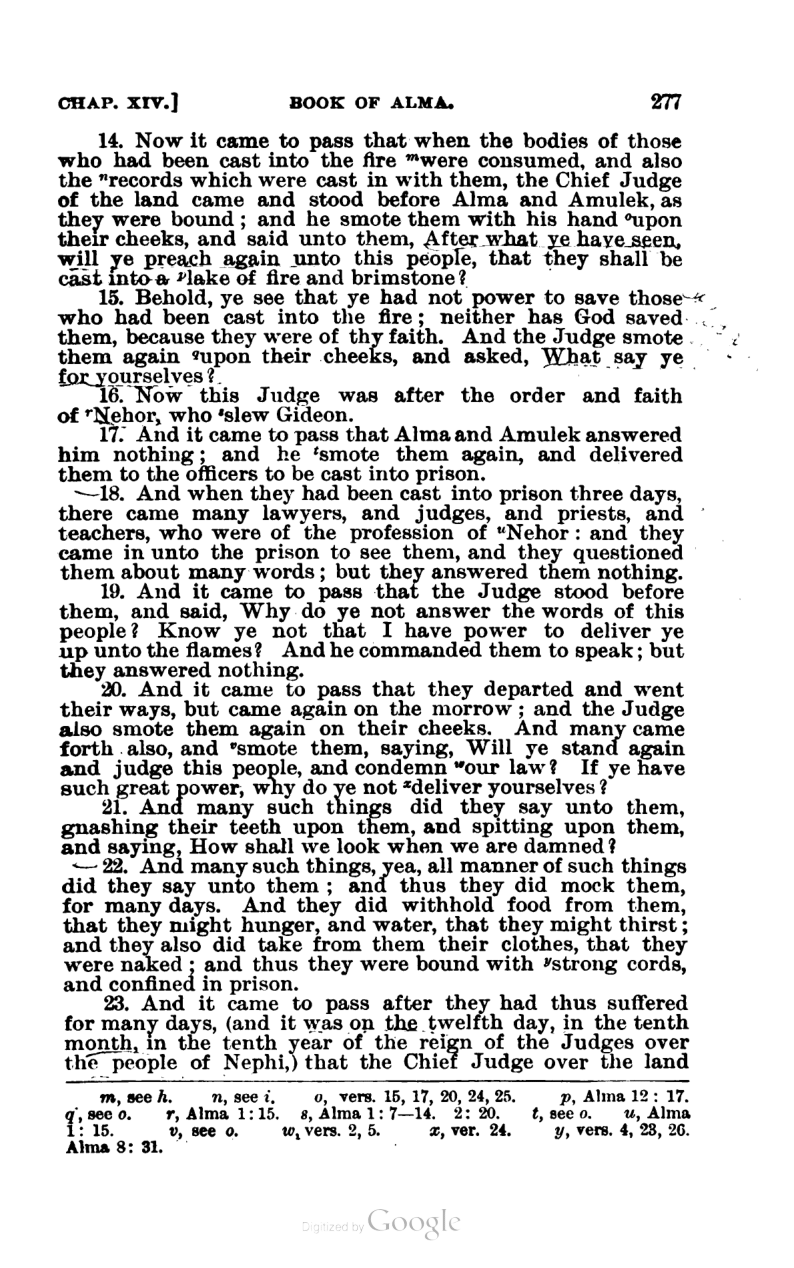 CHAP. XIV.] BOOK OF ALMA. 277
14. Now it came to pass that when the bodies of those
who had been cast into the fire ᵐwere consumed, and also
the ⁿrecords which were cast in with them, the Chief Judge
of the land came and stood before Alma and Amulek, as
they were bound; and he smote them with his hand ᵒupon
their cheeks, and said unto them, After what ye have seen,
will ye preach again unto this people, that they shall be
cast into a ᵖlake of fire and brimstone?
15. Behold, ye see that ye had not power to save those
who had been cast into the fire; neither has God saved
them, because they were of thy faith. And the Judge smote
them again qupon their cheeks, and asked, What say ye
for yourselves?
16. Now this Judge was after the order and faith
of ʳNehor, who ˢslew Gideon.
17. And it came to pass that Alma and Amulek answered
him nothing; and he ᵗsmote them again, and delivered
them to the officers to be cast into prison.
18. And when they had been cast into prison three days,
there came many lawyers, and judges, and priests, and
teachers, who were of the profession of ᵘNehor: and they
came in unto the prison to see them, and they questioned
them about many words; but they answered them nothing.
19. And it came to pass that the Judge stood before
them, and said, Why do ye not answer the words of this
people? Know ye not that I have power to deliver ye
up unto the flames? And he commanded them to speak; but
they answered nothing.
20. And it came to pass that they departed and went
their ways, but came again on the morrow; and the Judge
also smote them again on their cheeks. And many came
forth also, and ᵛsmote them, saying, Will ye stand again
and judge this people, and condemn ʷour law? If ye have
such great power, why do ye not ˣdeliver yourselves?
21. And many such things did they say unto them,
gnashing their teeth upon them, and spitting upon them,
and saying, How shall we look when we are damned?
22. And many such things, yea, all manner of such things
did they say unto them; and thus they did mock them,
for many days. And they did withhold food from them,
that they might hunger, and water, that they might thirst;
and they also did take from them their clothes, that they
were naked; and thus they were bound with ʸstrong cords,
and confined in prison.
23. And it came to pass after they had thus suffered
for many days, (and it was on the twelfth day, in the tenth
month, in the tenth year of the reign of the Judges over
the people of Nephi,) that the Chief Judge over the land
m, see h. n, see i. o, vers. 15, 17, 20, 24, 25. p, Alma 12: 17.
q, see o. r, Alma 1:15. s, Alma 1: 7—14. 2: 20. t, see o. u, Alma
1: 15. v, see o. w, vers. 2, 5. x, ver. 24. y, vers. 4, 23, 26.
Alma 8: 31.
Digitized by Google